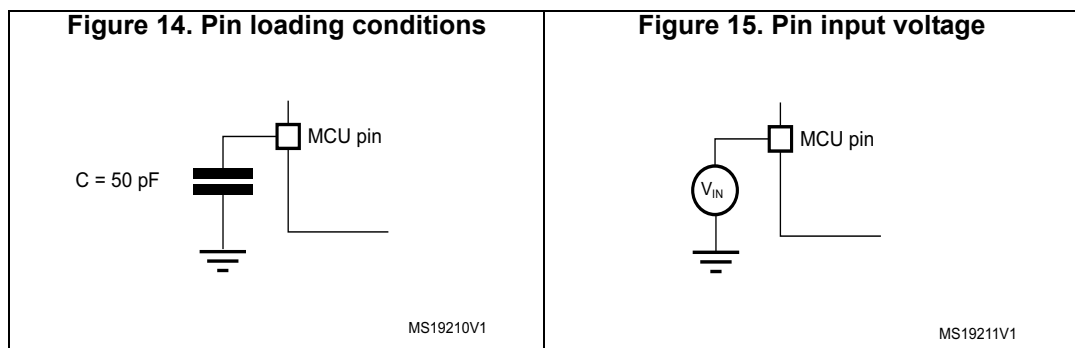 Figure 14. Pin loading conditions
MCU pin
C = 50 pF
MS19210V1
Figure 15. Pin input voltage
MCU pin
VIN
MS19211V1